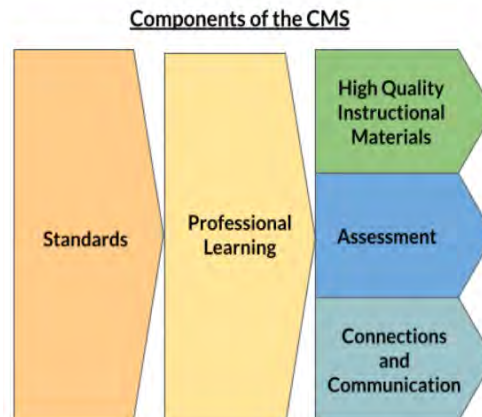 Components of the CMS
Standards
Professional
Learning
High Quality
Instructional
Materials
Assessment
Connections
and
Communication